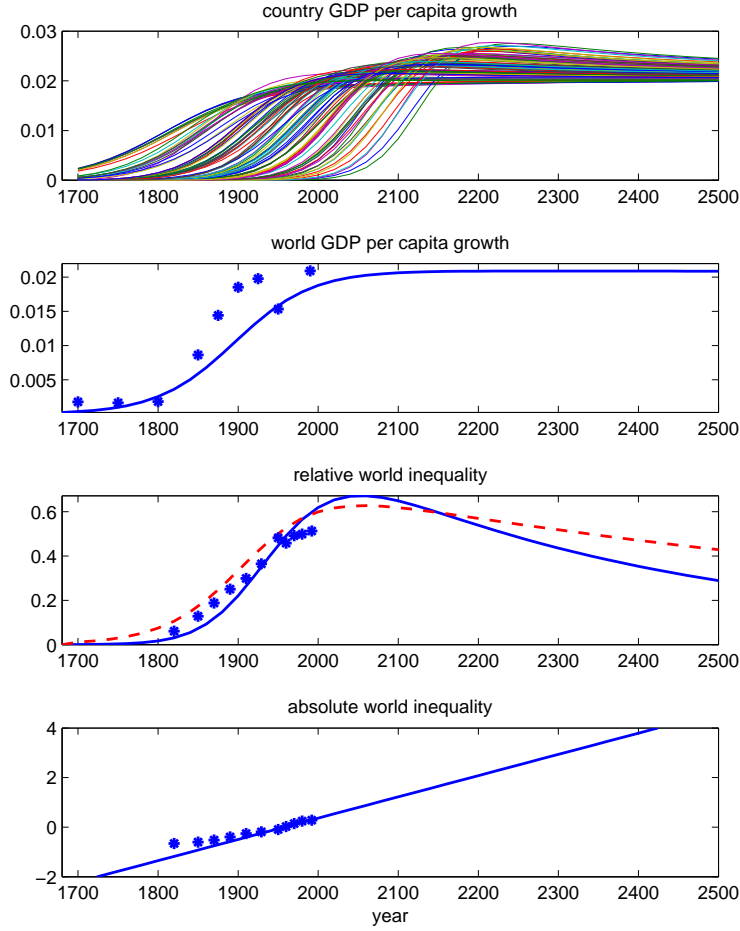 country GDP per capita growth
0.03
0.02
0.01
0
1700 1800 1900 2000 2100 2200 2300 2400 2500
world GDP per capita growth
0.02
0.015
0.01
0.005
1700 1800 1900 2000 2100 2200 2300 2400 2500
relative world inequality
0.6
0.4
0.2
0
1700 1800 1900 2000 2100 2200 2300 2400 2500
absolute world inequality
4
2
0
−2
1700 1800 1900 2000 2100 2200 2300 2400 2500
year